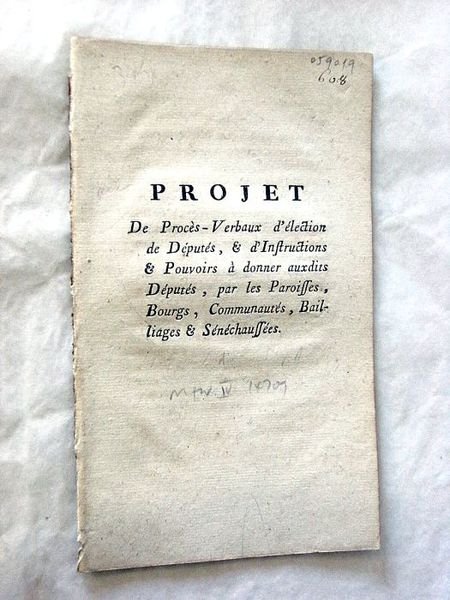 059019
608
PROJET
De Procès-Verbaux d'élection
de Députés, & d'Inſtructions
& Pouvoirs à donner auxdits
Députés, par les Paroiſſes,
Bourgs, Communautés, Bail-
liages & Sénéchauſſées.